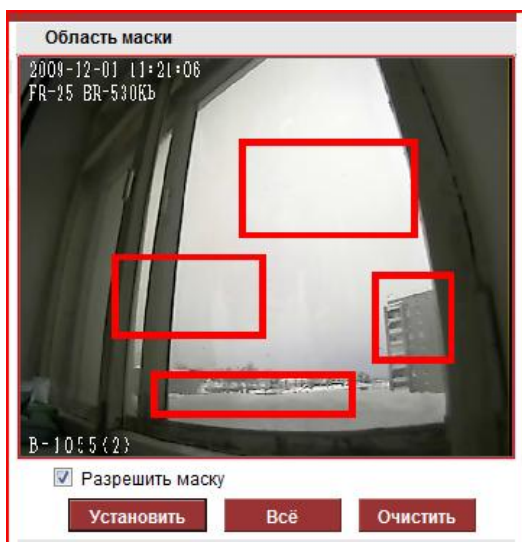 Область маски
2009-12-01 11:21:06
FR-25 BR-530Kb
B-1055(2)
Разрешить маску
Установить
Всё
Очистить